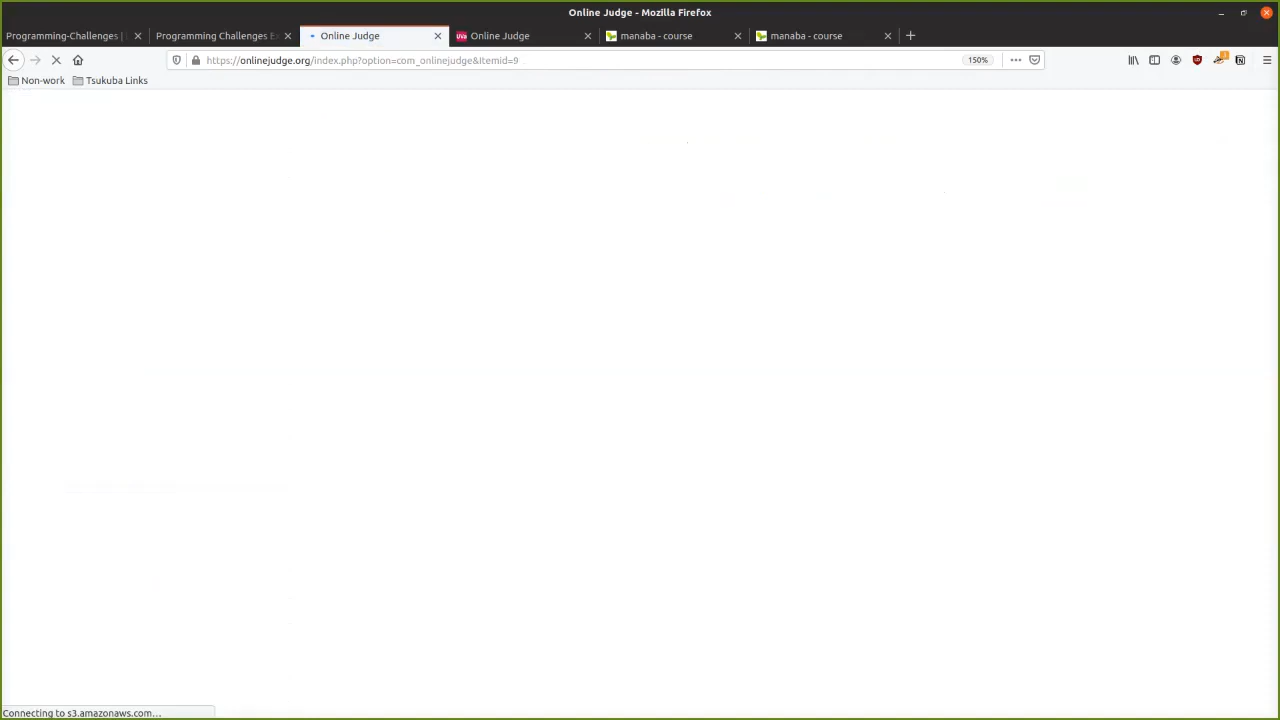 Online Judge - Mozilla Firefox
Programming-Challenges |
Programming Challenges
Online Judge
UVa Online Judge
manaba - course
manaba - course
https://onlinejudge.org/index.php?option=com_onlinejudge&Itemid=9
150%
Non-work
Tsukuba Links
Connecting to s3.amazonaws.com…